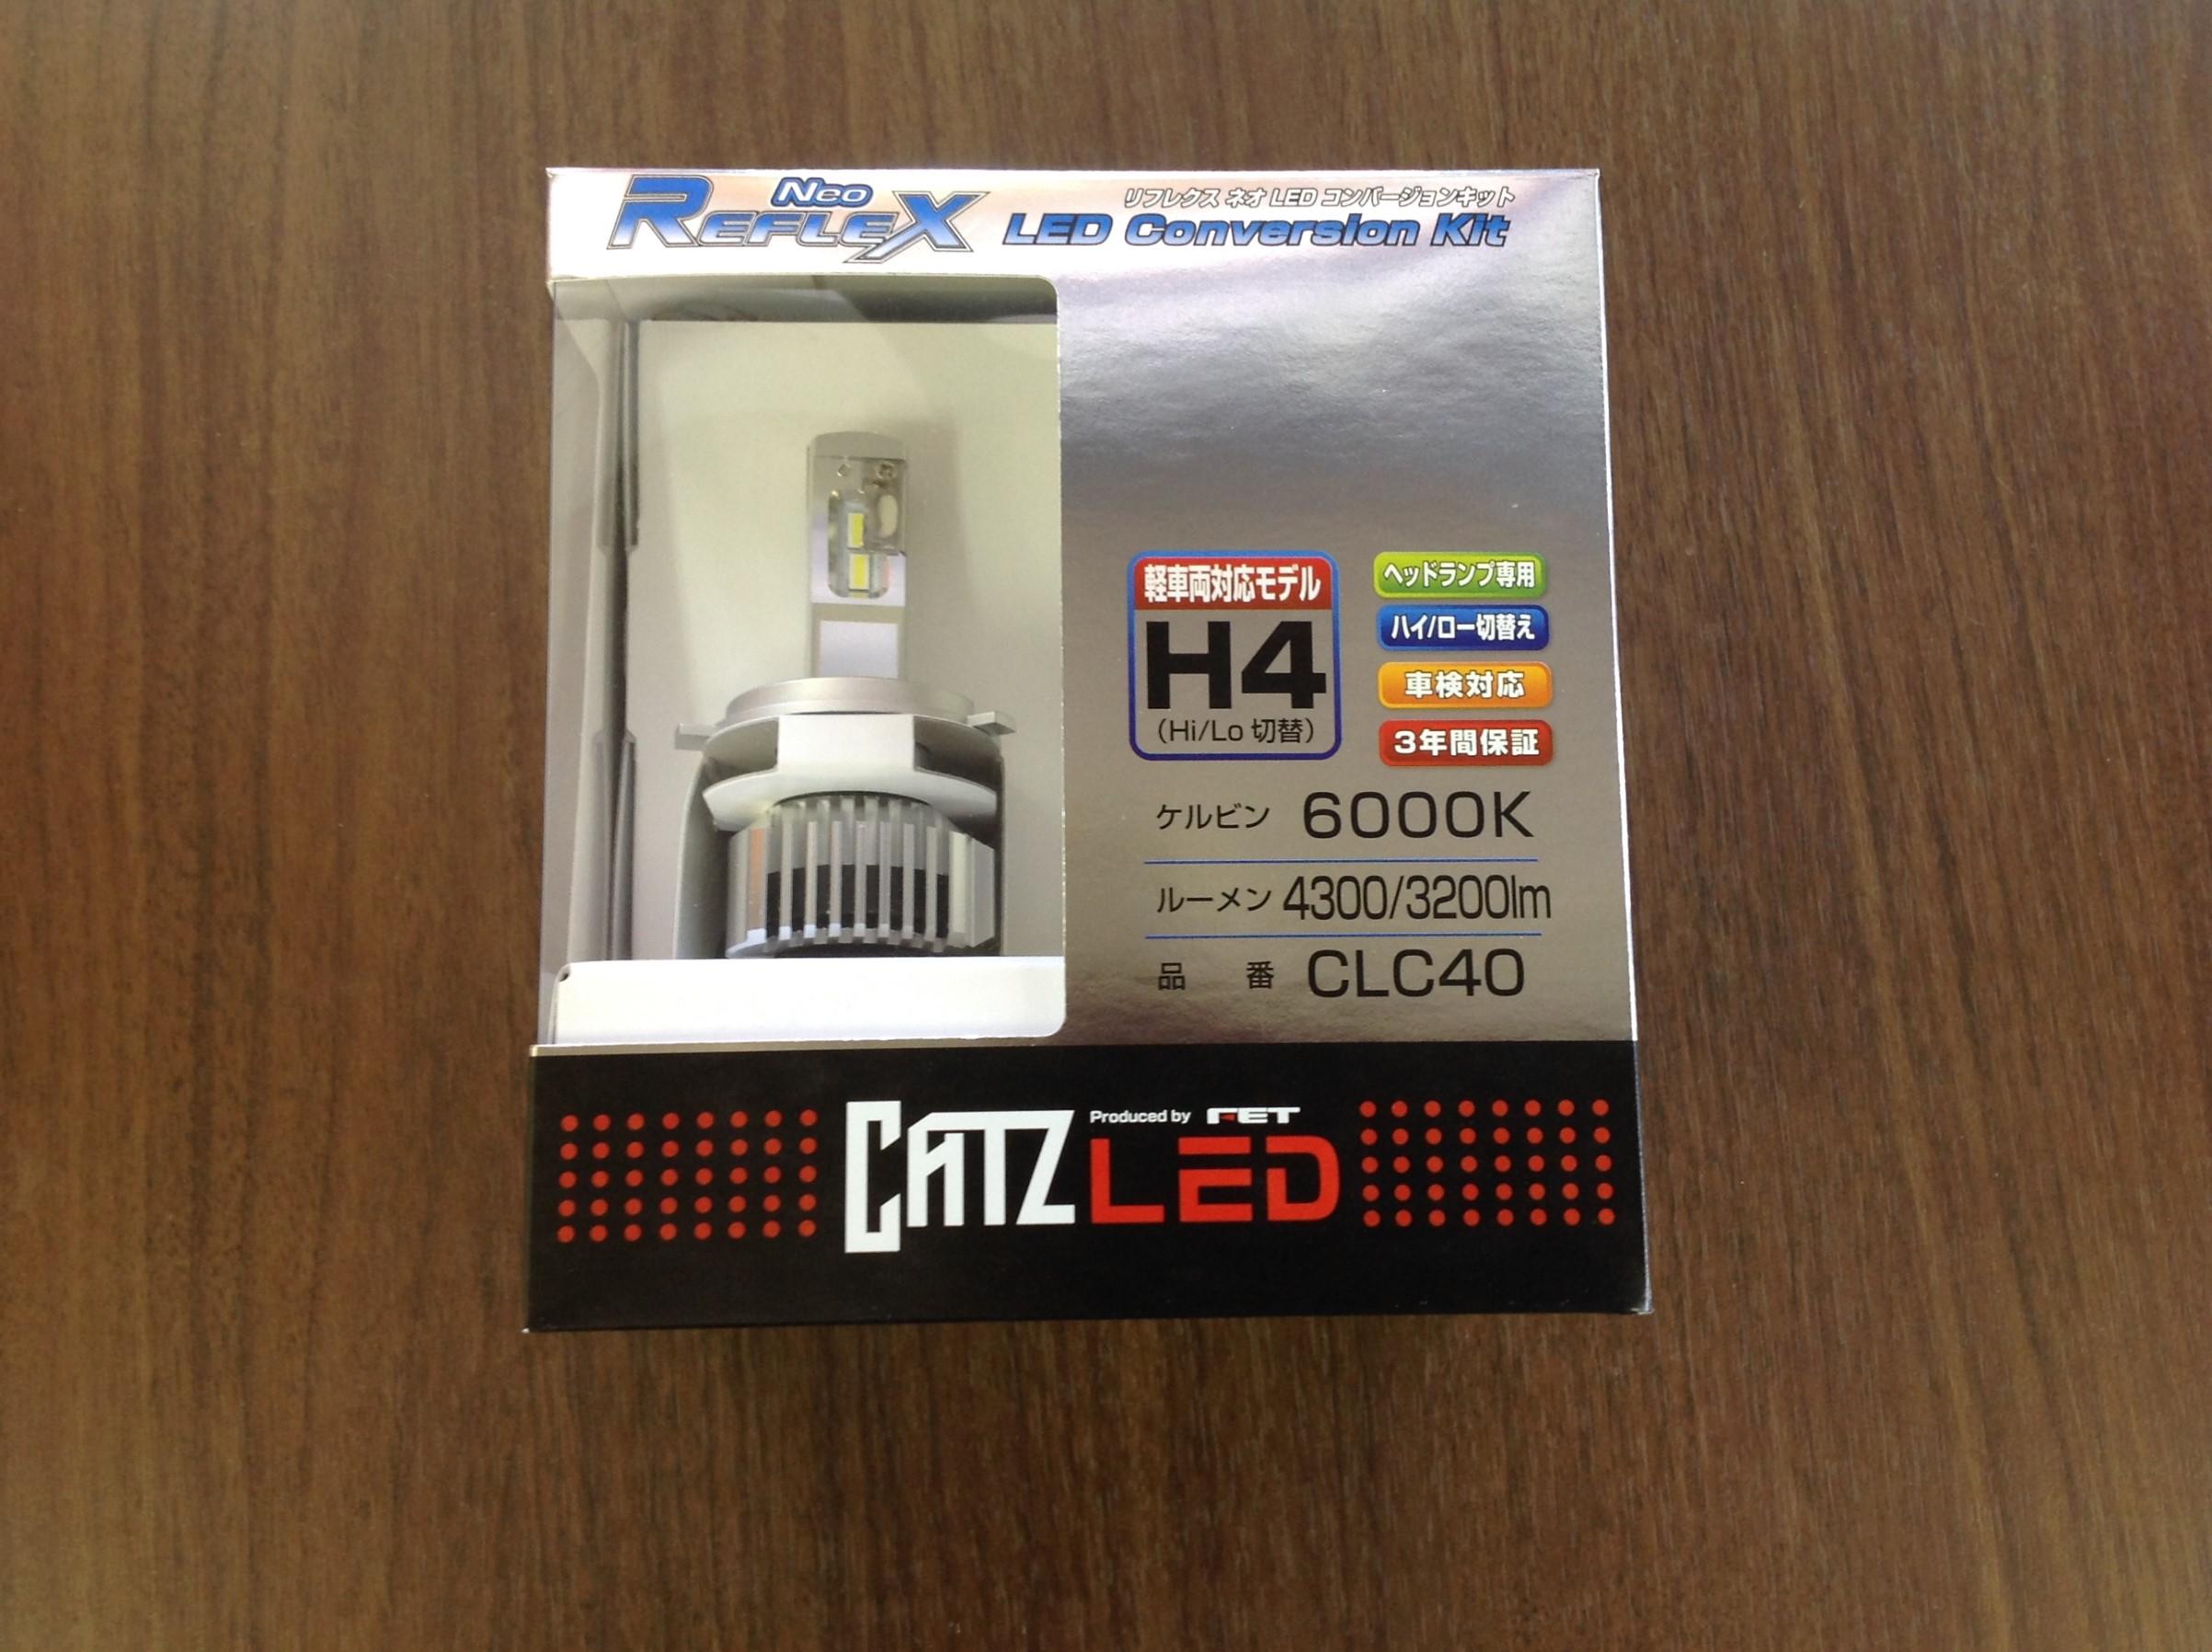 Neo
REFLEX
リフレクス ネオ LED コンバージョンキット
LED Conversion Kit
軽車両対応モデル
H4
(Hi/Lo 切替)
ヘッドランプ専用
ハイ/ロー切替え
車検対応
3年間保証
ケルビン 6000K
ルーメン 4300/3200lm
品 番 CLC40
CATZ
Produced by FET
LED